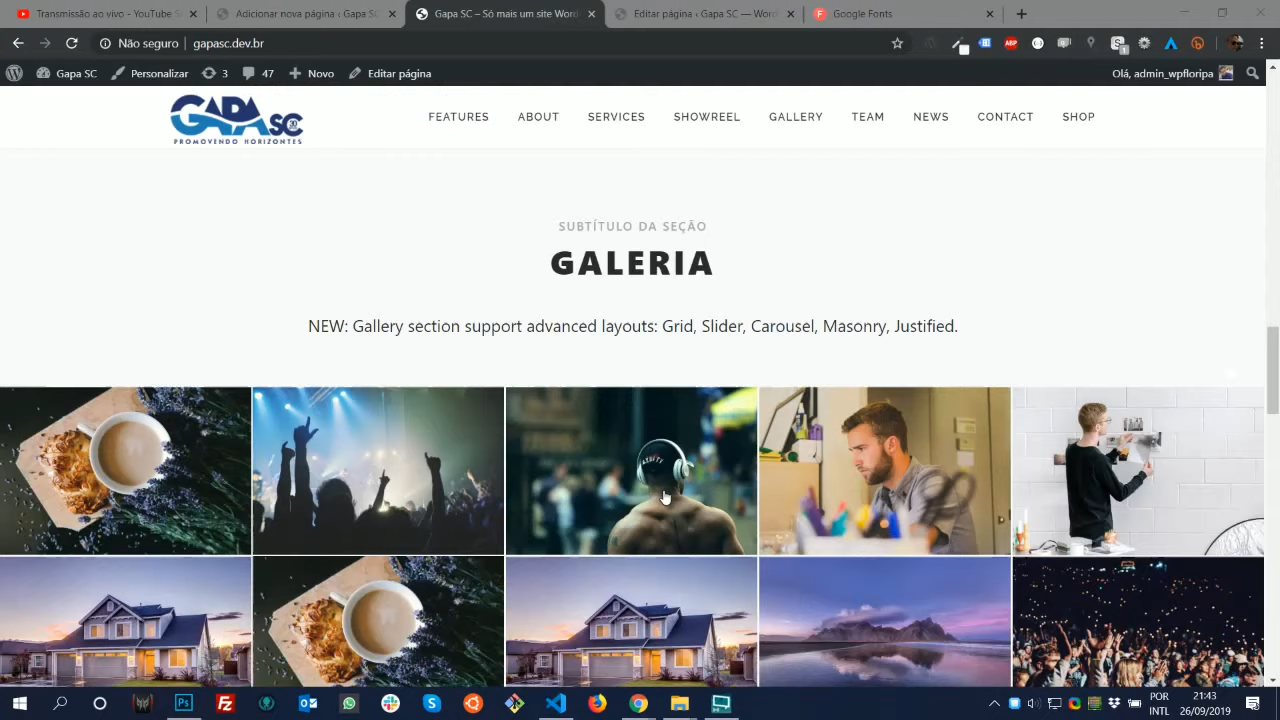 Transmissão ao vivo - YouTube S
Adicionar nova página ‹ Gapa SC
Gapa SC – Só mais um site Word
Editar página ‹ Gapa SC — Word
Google Fonts
Não seguro | gapasc.dev.br
Gapa SC
Personalizar
3
47
Novo
Editar página
Olá, admin_wpfloripa
GAPA SC
PROMOVENDO HORIZONTES
FEATURES
ABOUT
SERVICES
SHOWREEL
GALLERY
TEAM
NEWS
CONTACT
SHOP
SUBTÍTULO DA SEÇÃO
GALERIA
NEW: Gallery section support advanced layouts: Grid, Slider, Carousel, Masonry, Justified.
POR
INTL
21:43
26/09/2019